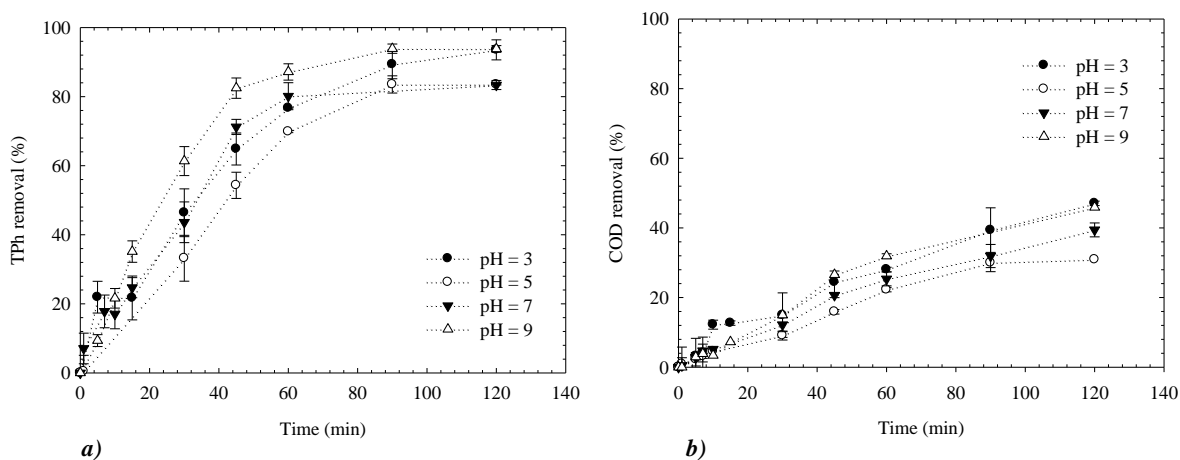 100
80
60
40
20
0
TPh removal (%)
pH = 3
pH = 5
pH = 7
pH = 9
0 20 40 60 80 100 120 140
Time (min)
a)
100
80
60
40
20
0
COD removal (%)
pH = 3
pH = 5
pH = 7
pH = 9
0 20 40 60 80 100 120 140
Time (min)
b)